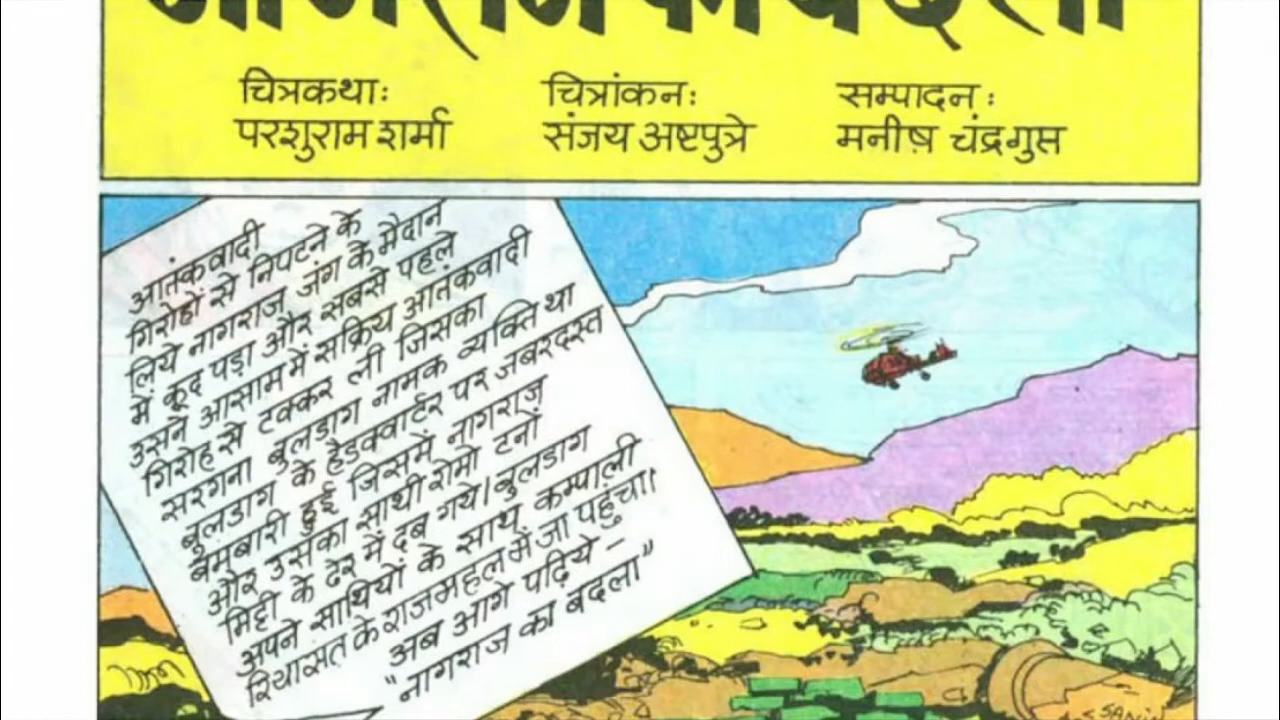 नागराज का बदला
चित्रकथा:
परशुराम शर्मा
चित्रांकन:
संजय अष्टपुत्रे
सम्पादन:
मनीष चंद्रगुप्त
आतंकवादी
गिरोहों से निपटने के
लिये नागराज जंग के मैदान
में कूद पड़ा और सबसे पहले
उसने आसाम में सक्रिय आतंकवादी
गिरोह से टक्कर ली जिसका
सरगना बुलडाग नामक व्यक्ति था
बुलडाग के हैडक्वार्टर पर जबरदस्त
बमबारी हुई जिसमें नागराज
और उसका साथी शेमो टनों
मिट्टी के ढेर में दब गये। बुलडाग
अपने साथियों के साथ कम्पाली
रियासत के राजमहल में जा पहुंचा।
अब आगे पढ़िये –
"नागराज का बदला"